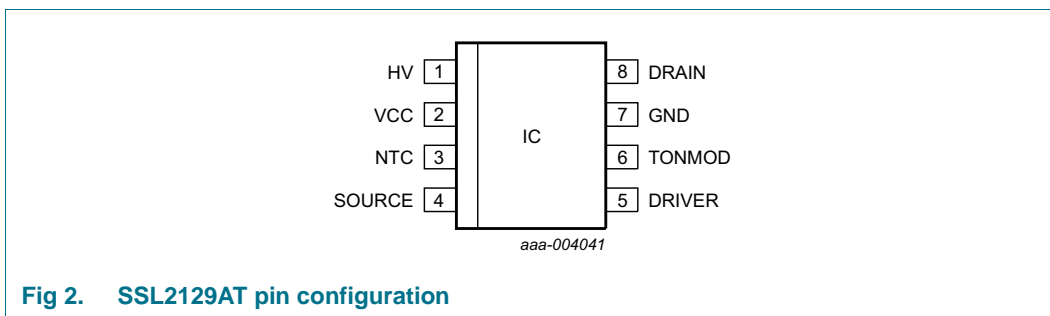 HV 1 8 DRAIN
VCC 2 7 GND
IC
NTC 3 6 TONMOD
SOURCE 4 5 DRIVER
aaa-004041
Fig 2. SSL2129AT pin configuration